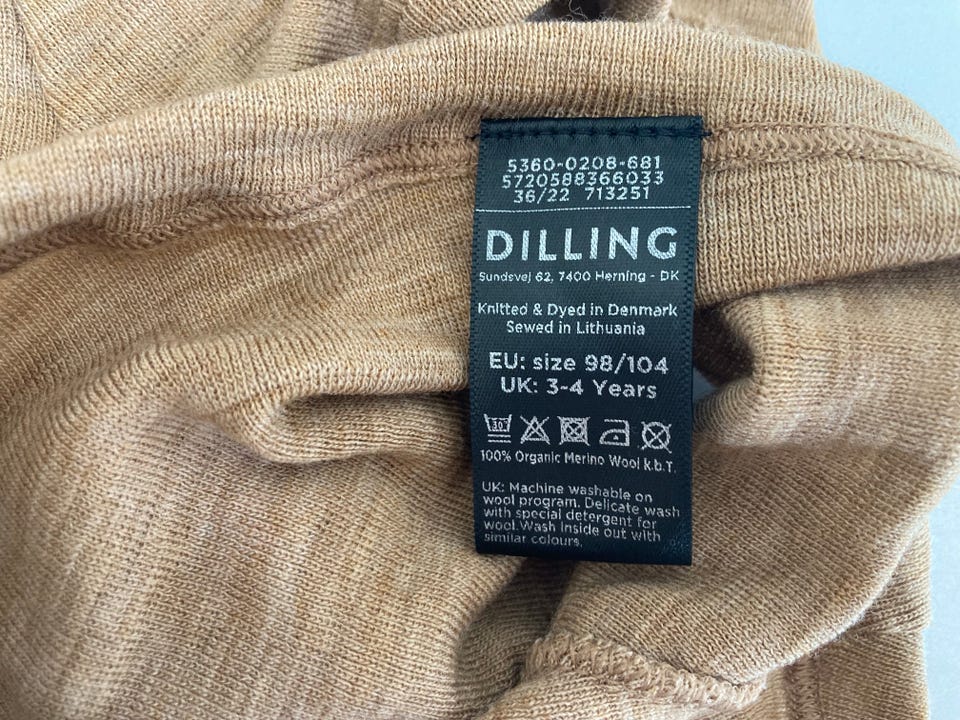 5360-0208-681
5720588366033
36/22 713251
DILLING
Sundsvej 62, 7400 Herning - DK
Knitted & Dyed in Denmark
Sewed in Lithuania
EU: size 98/104
UK: 3-4 Years
30°
100% Organic Merino Wool k.b.T.
UK: Machine washable on
wool program. Delicate wash
with special detergent for
wool.Wash inside out with
similar colours.